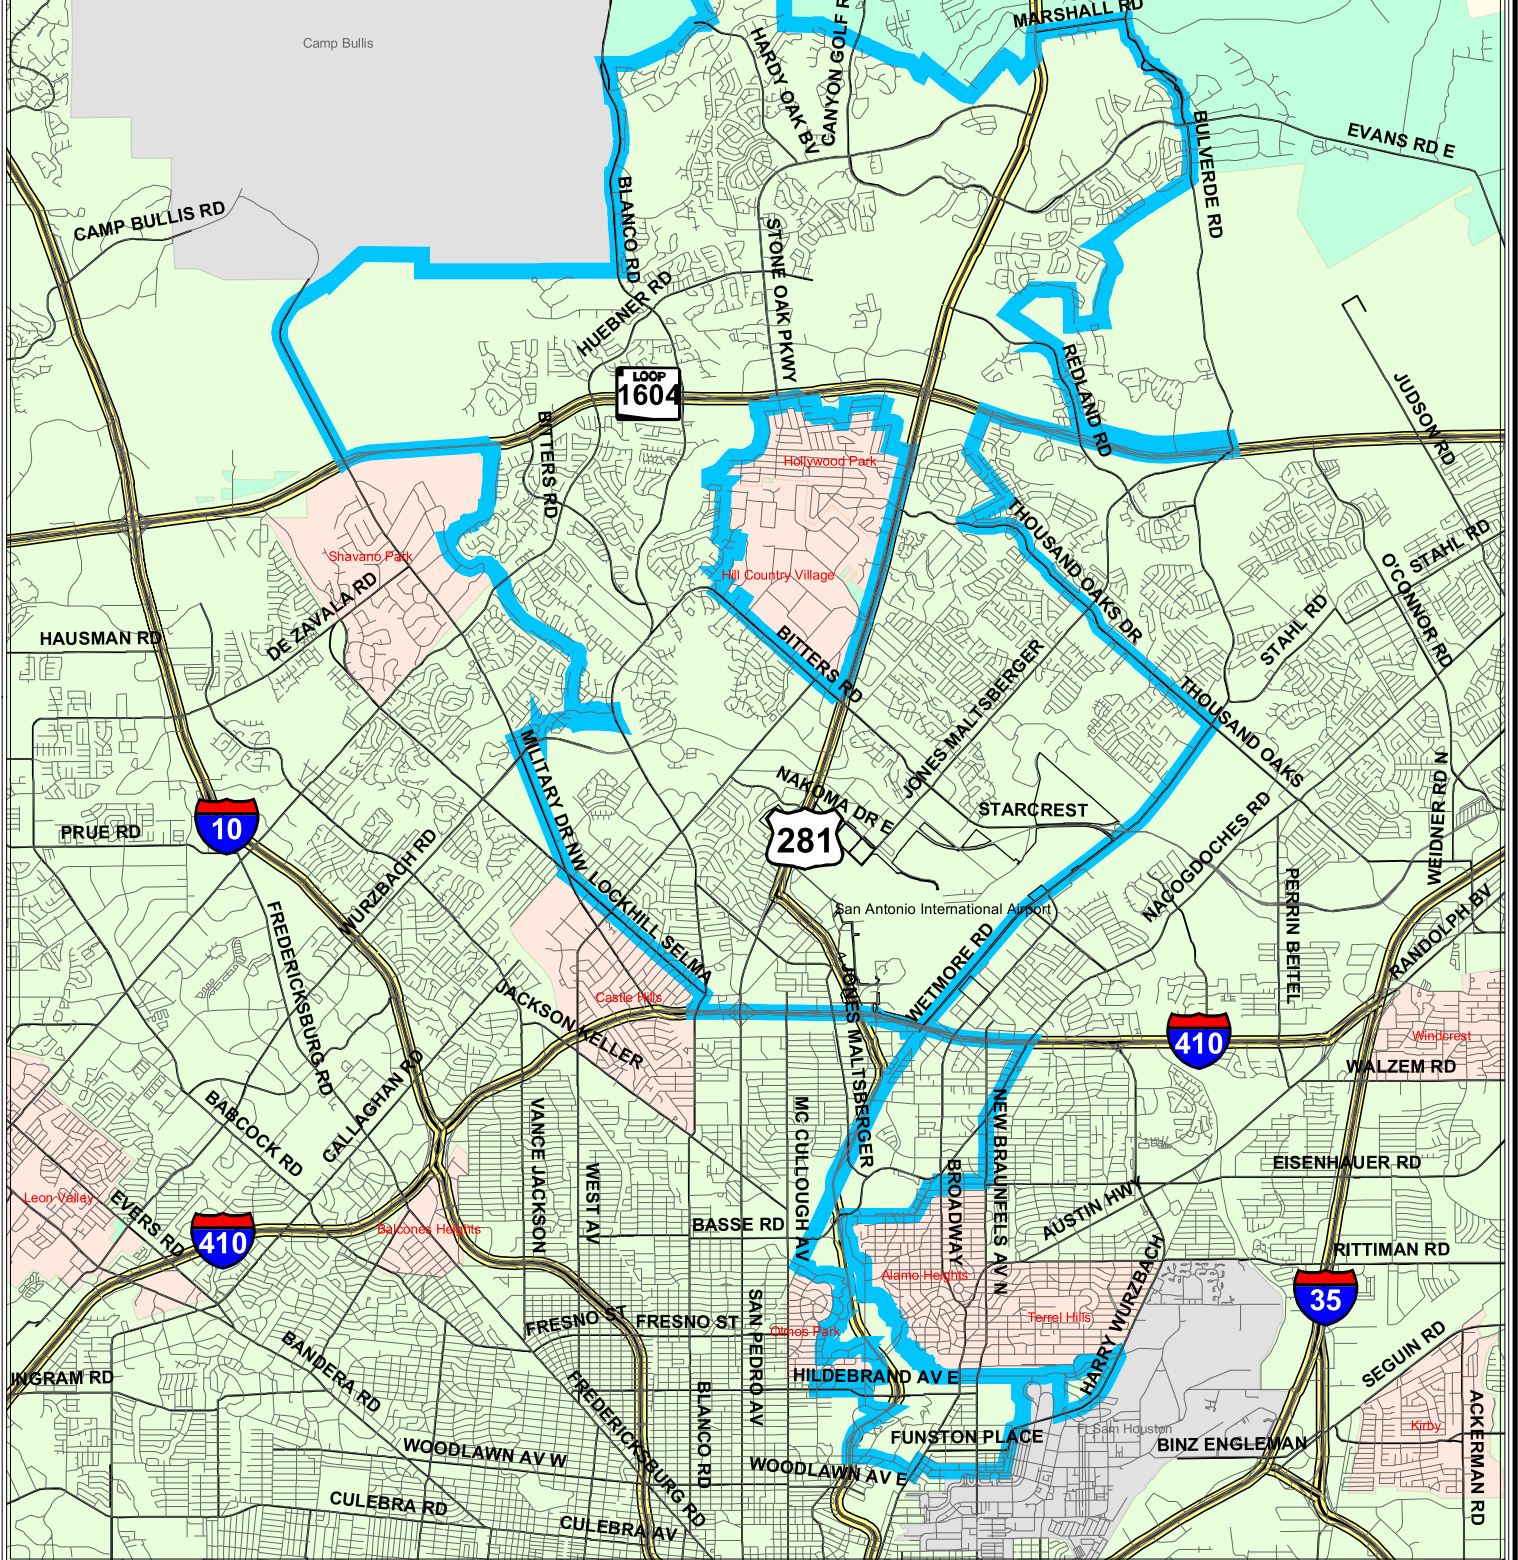 MARSHALL RD
Camp Bullis
HARDY OAK BV
CANYON GOLF R
BULVERDE RD
EVANS RD E
CAMP BULLIS RD
BLANCO RD
STONE OAK PKWY
HUEBNER RD
REDLAND RD
JUDSON RD
LOOP
1604
BITTERS RD
Hollywood Park
Shavano Park
THOUSAND OAKS DR
STAHL RD
O'CONNOR RD
Hill Country Village
DE ZAVALA RD
HAUSMAN RD
BITTERS RD
JONES MALTSBERGER
STAHL RD
THOUSAND OAKS
MILITARY DR NW
NAKOMA DR E
STARCREST
WEIDNER RD N
10
PRUE RD
281
WURZBACH RD
NACOGDOCHES RD
LOCKHILL SELMA
San Antonio International Airport
PERRIN BEITEL
RANDOLPH BV
FREDERICKSBURG RD
WETMORE RD
JACKSON KELLER
Castle Hills
JONES MALTSBERGER
410
Windcrest
WALZEM RD
BABCOCK RD
CALLAGHAN RD
VANCE JACKSON
WEST AV
MC CULLOUGH AV
NEW BRAUNFELS AV N
BROADWAY
EISENHAUER RD
Leon Valley
EVERS RD
AUSTIN HWY
410
Balcones Heights
BASSE RD
RITTIMAN RD
Alamo Heights
HARRY WURZBACH
35
FRESNO ST
FRESNO ST
SAN PEDRO AV
Olmos Park
Terrel Hills
BANDERA RD
INGRAM RD
HILDEBRAND AV E
SEGUIN RD
FREDERICKSBURG RD
BLANCO RD
FUNSTON PLACE
Ft Sam Houston
BINZ ENGLEMAN
Kirby
ACKERMAN RD
WOODLAWN AV W
WOODLAWN AV E
CULEBRA RD
CULEBRA AV